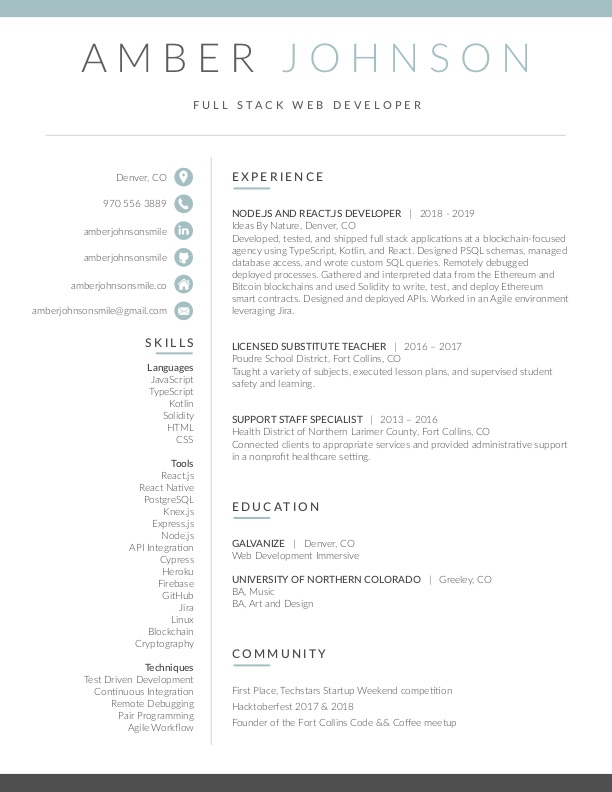 AMBER JOHNSON
FULL STACK WEB DEVELOPER
Denver, CO
970 556 3889
amberjohnsonsmile
amberjohnsonsmile
amberjohnsonsmile.co
amberjohnsonsmile@gmail.com
SKILLS
Languages
JavaScript
TypeScript
Kotlin
Solidity
HTML
CSS
Tools
React.js
React Native
PostgreSQL
Knex.js
Express.js
Node.js
API Integration
Cypress
Heroku
Firebase
GitHub
Jira
Linux
Blockchain
Cryptography
Techniques
Test Driven Development
Continuous Integration
Remote Debugging
Pair Programming
Agile Workflow
EXPERIENCE
NODE.JS AND REACT.JS DEVELOPER | 2018 - 2019
Ideas By Nature, Denver, CO
Developed, tested, and shipped full stack applications at a blockchain-focused
agency using TypeScript, Kotlin, and React. Designed PSQL schemas, managed
database access, and wrote custom SQL queries. Remotely debugged
deployed processes. Gathered and interpreted data from the Ethereum and
Bitcoin blockchains and used Solidity to write, test, and deploy Ethereum
smart contracts. Designed and deployed APIs. Worked in an Agile environment
leveraging Jira.
LICENSED SUBSTITUTE TEACHER | 2016 – 2017
Poudre School District, Fort Collins, CO
Taught a variety of subjects, executed lesson plans, and supervised student
safety and learning.
SUPPORT STAFF SPECIALIST | 2013 – 2016
Health District of Northern Larimer County, Fort Collins, CO
Connected clients to appropriate services and provided administrative support
in a nonprofit healthcare setting.
EDUCATION
GALVANIZE | Denver, CO
Web Development Immersive
UNIVERSITY OF NORTHERN COLORADO | Greeley, CO
BA, Music
BA, Art and Design
COMMUNITY
First Place, Techstars Startup Weekend competition
Hacktoberfest 2017 & 2018
Founder of the Fort Collins Code && Coffee meetup